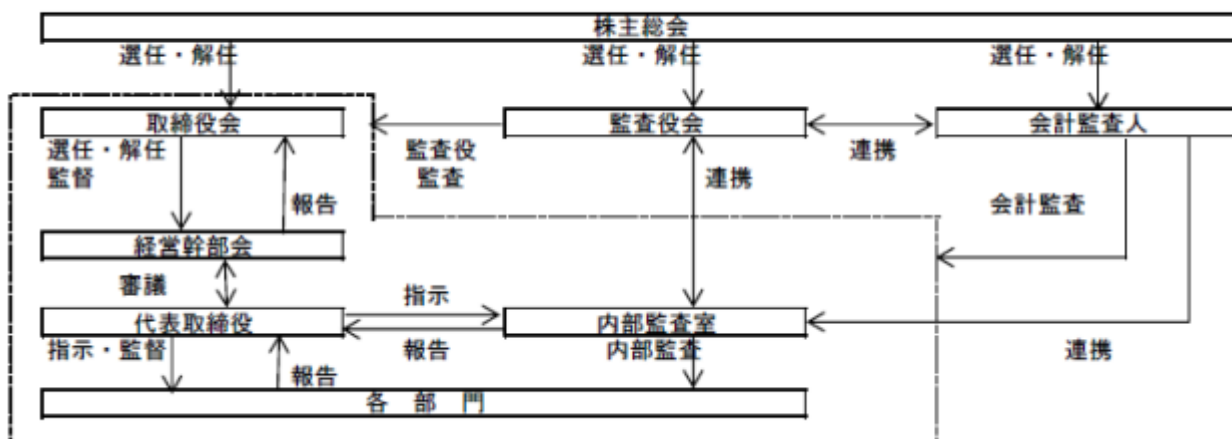 株主総会
選任・解任 選任・解任 選任・解任
取締役会 監査役会 会計監査人
選任・解任 監査役 連携
監督 監査 連携
報告 会計監査
経営幹部会
審議 指示
代表取締役 内部監査室
指示・監督 報告 内部監査 連携
報告
各 部 門